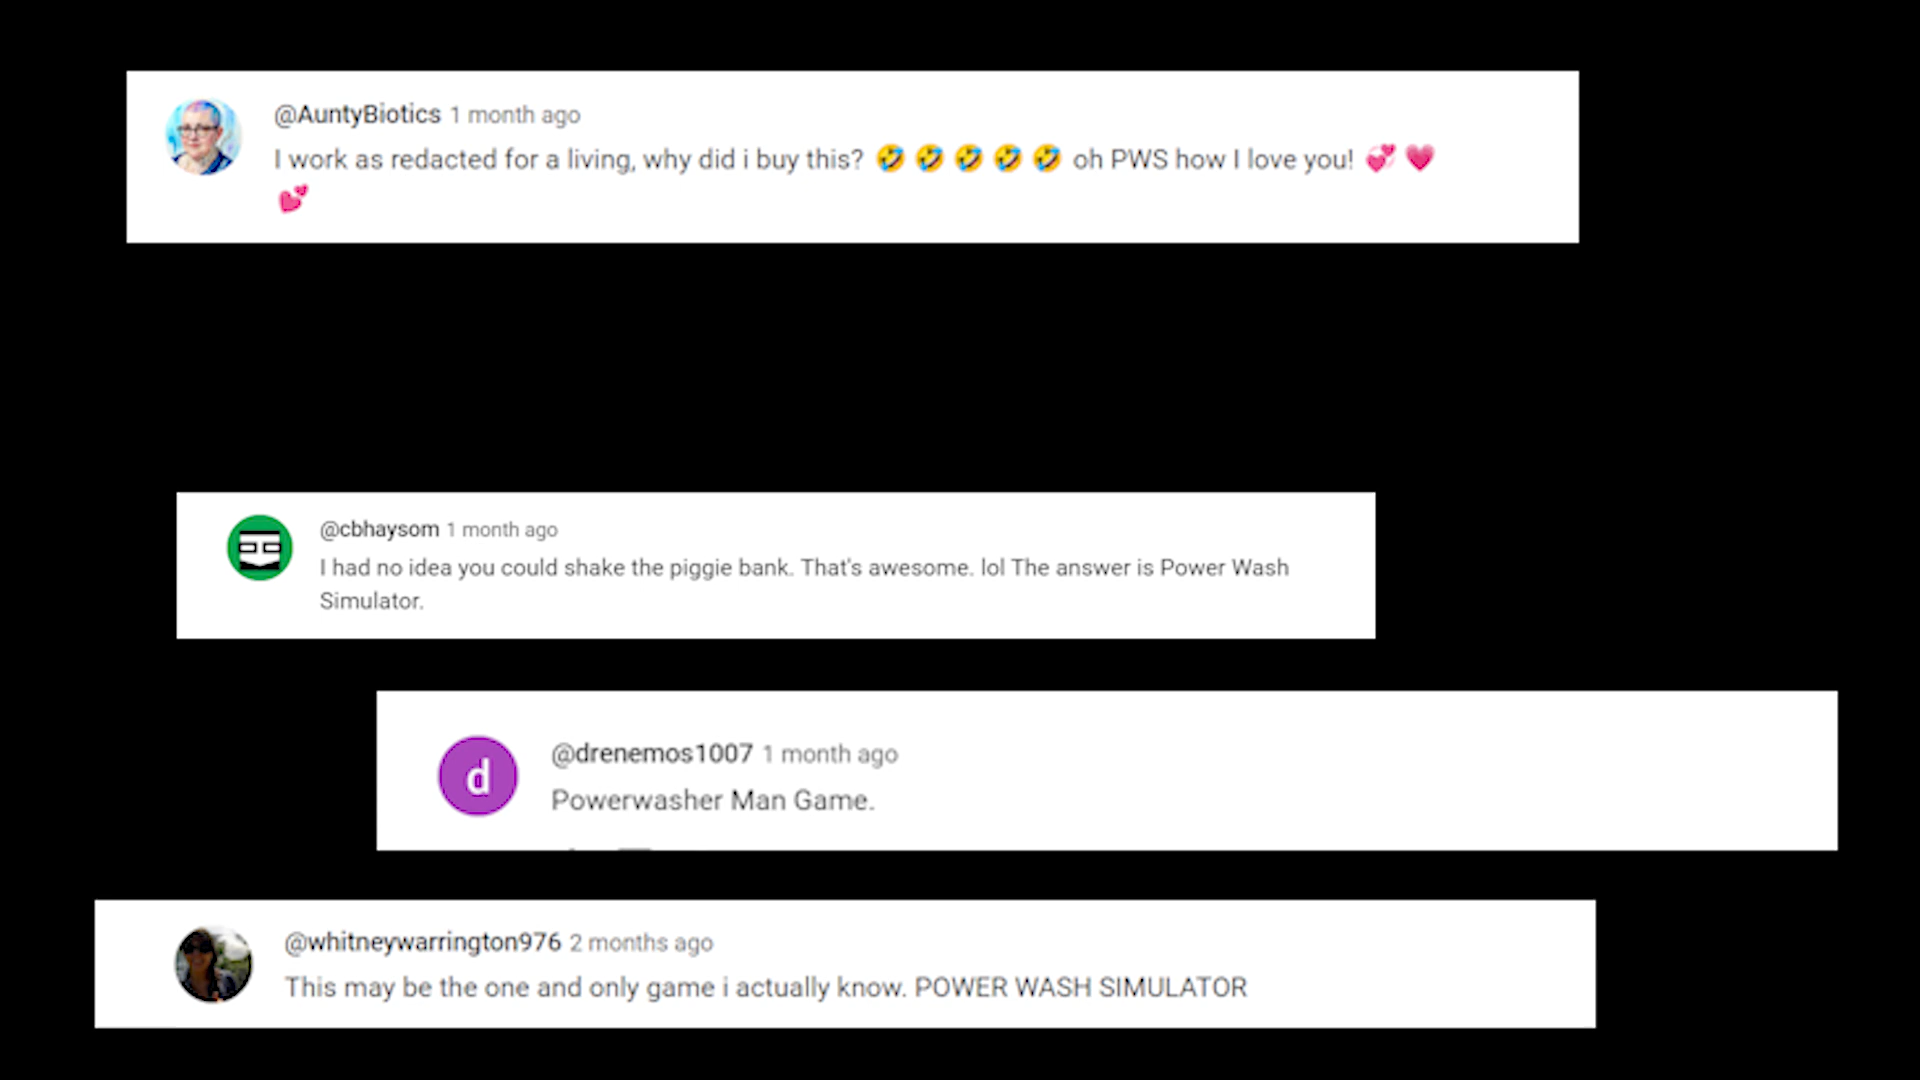 @AuntyBiotics 1 month ago
I work as redacted for a living, why did i buy this? 🤣🤣🤣🤣🤣 oh PWS how I love you! 💞💗
💕
@cbhaysom 1 month ago
I had no idea you could shake the piggie bank. That's awesome. lol The answer is Power Wash
Simulator.
d
@drenemos1007 1 month ago
Powerwasher Man Game.
@whitneywarrington976 2 months ago
This may be the one and only game i actually know. POWER WASH SIMULATOR